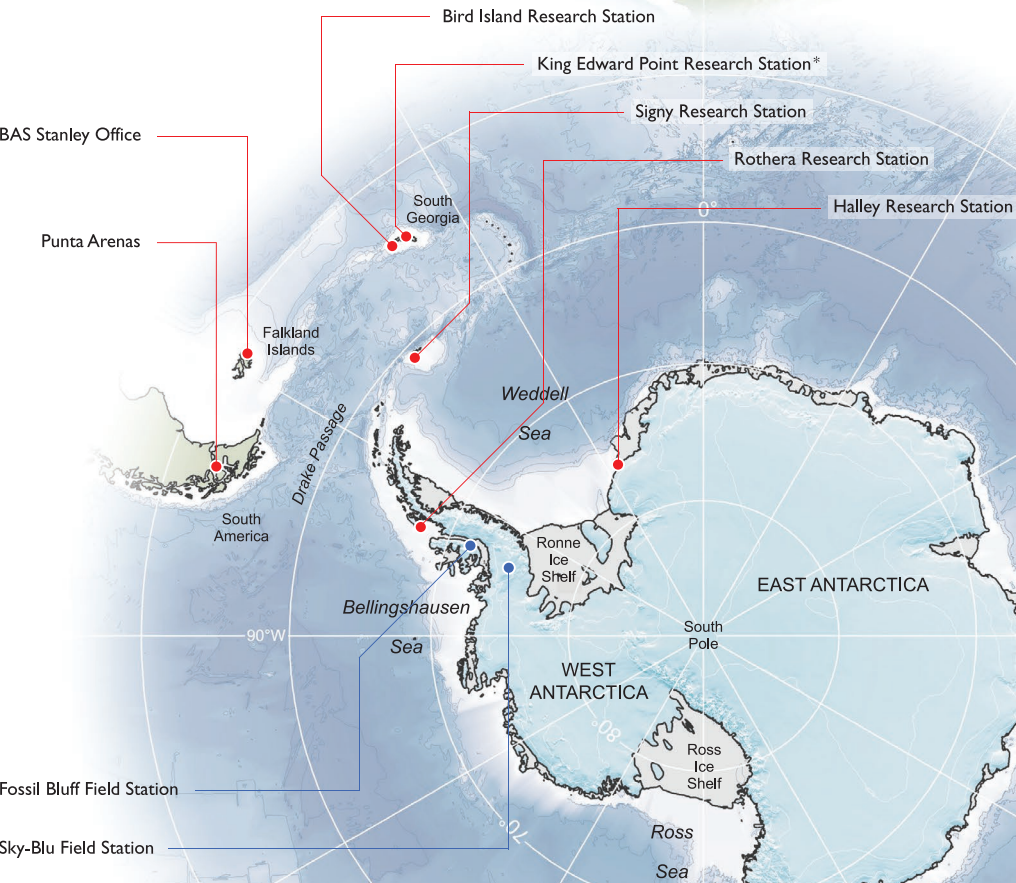 Bird Island Research Station
King Edward Point Research Station*
Signy Research Station
BAS Stanley Office
Rothera Research Station
South
Georgia
Halley Research Station
0°
Punta Arenas
Falkland
Islands
Weddell
Sea
Drake Passage
South
America
Ronne
Ice
Shelf
EAST ANTARCTICA
Bellingshausen
Sea
90°W
South
Pole
WEST
ANTARCTICA
80°
Ross
Ice
Shelf
Fossil Bluff Field Station
70°
Ross
Sea
Sky-Blu Field Station